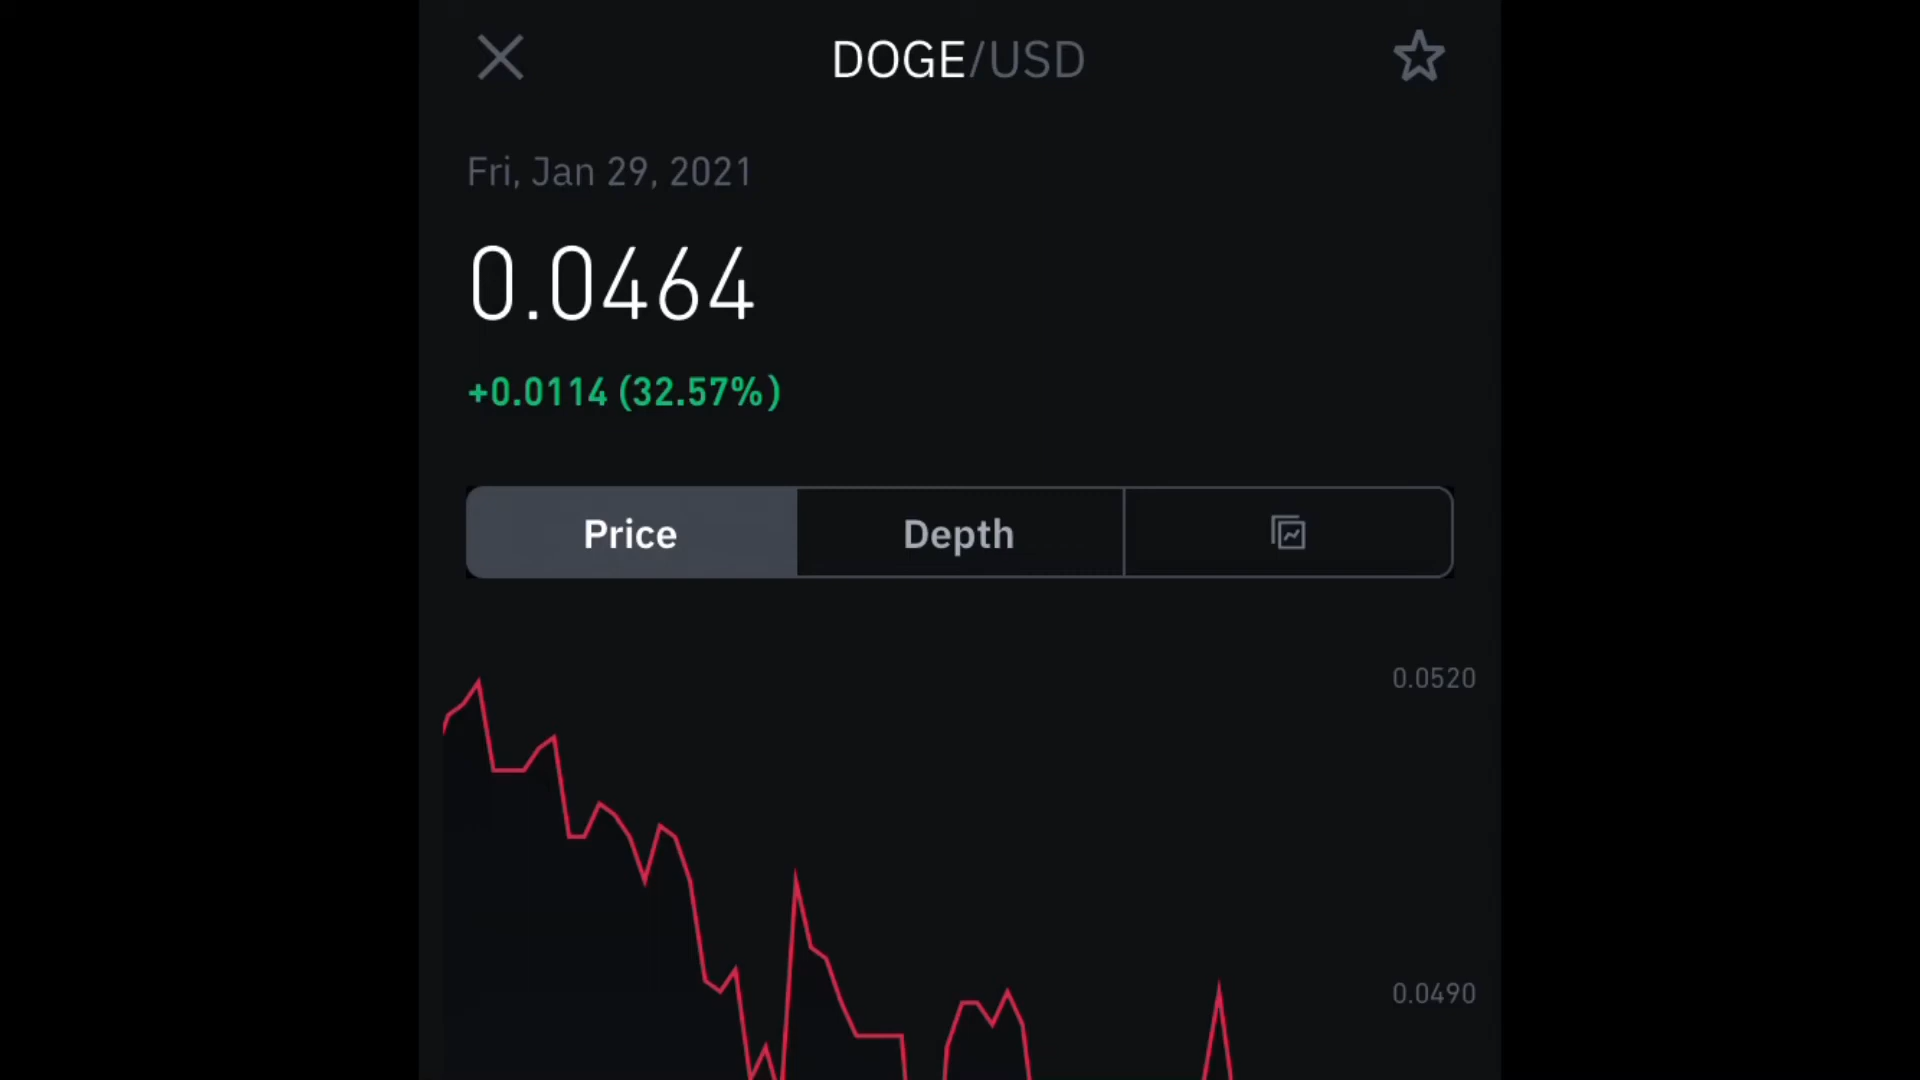 DOGE/USD
Fri, Jan 29, 2021
0.0464
+0.0114 (32.57%)
Price
Depth
0.0520
0.0490